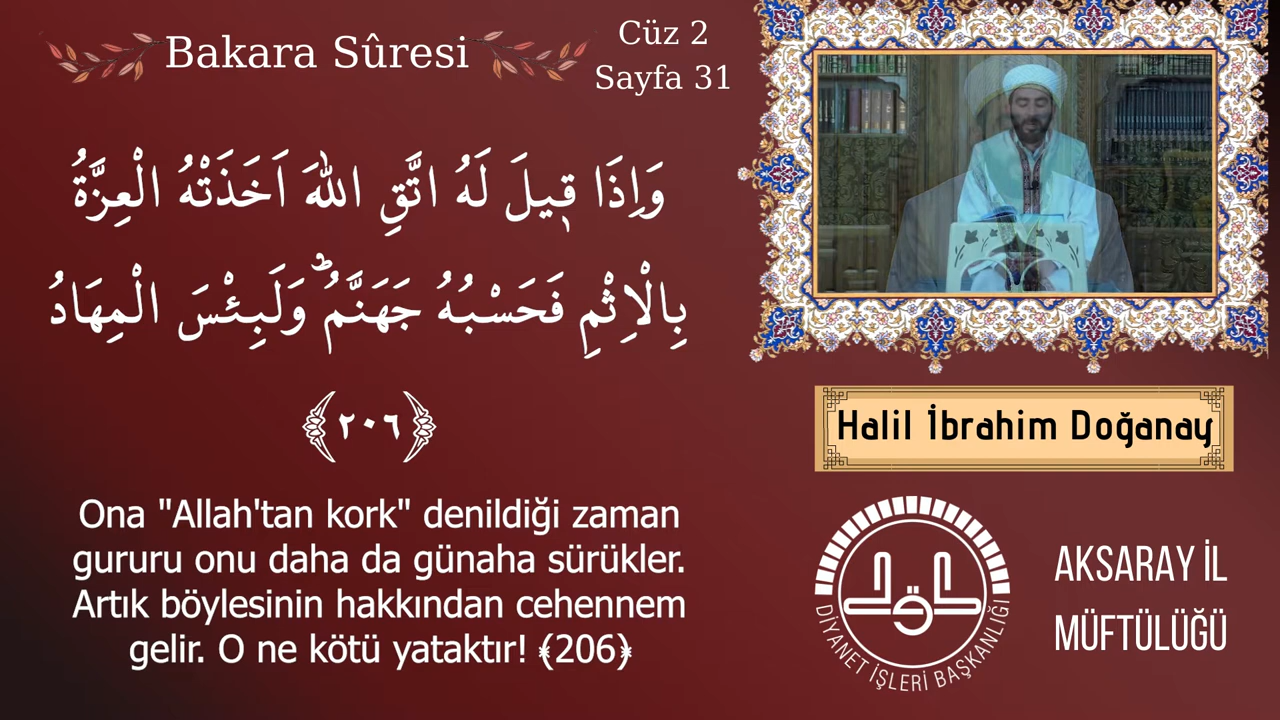 Bakara Sûresi
Cüz 2
Sayfa 31
وَاِذَا قٖيلَ لَهُ اتَّقِ اللّٰهَ اَخَذَتْهُ الْعِزَّةُ
بِالْاِثْمِ فَحَسْبُهُ جَهَنَّمُؕ وَلَبِئْسَ الْمِهَادُ
﴿٢٠٦﴾
Ona "Allah'tan kork" denildiği zaman
gururu onu daha da günaha sürükler.
Artık böylesinin hakkından cehennem
gelir. O ne kötü yataktır! ﴾206﴿
Halil İbrahim Doğanay
DİYANET İŞLERİ BAŞKANLIĞI
AKSARAY İL
MÜFTÜLÜĞÜ